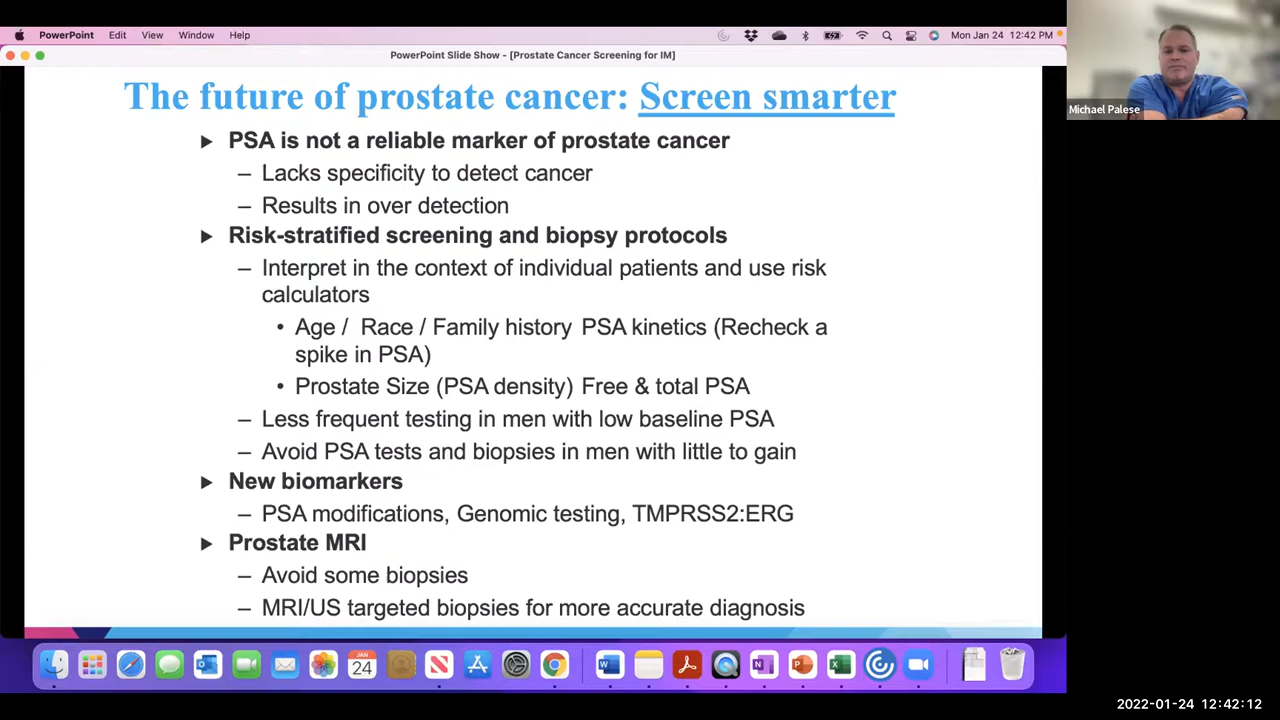 PowerPoint Edit View Window Help Mon Jan 24 12:42 PM
PowerPoint Slide Show - [Prostate Cancer Screening for IM]
Michael Palese
The future of prostate cancer: Screen smarter
▶ PSA is not a reliable marker of prostate cancer
– Lacks specificity to detect cancer
– Results in over detection
▶ Risk-stratified screening and biopsy protocols
– Interpret in the context of individual patients and use risk
calculators
• Age / Race / Family history PSA kinetics (Recheck a
spike in PSA)
• Prostate Size (PSA density) Free & total PSA
– Less frequent testing in men with low baseline PSA
– Avoid PSA tests and biopsies in men with little to gain
▶ New biomarkers
– PSA modifications, Genomic testing, TMPRSS2:ERG
▶ Prostate MRI
– Avoid some biopsies
– MRI/US targeted biopsies for more accurate diagnosis
JAN
24
2022-01-24 12:42:12